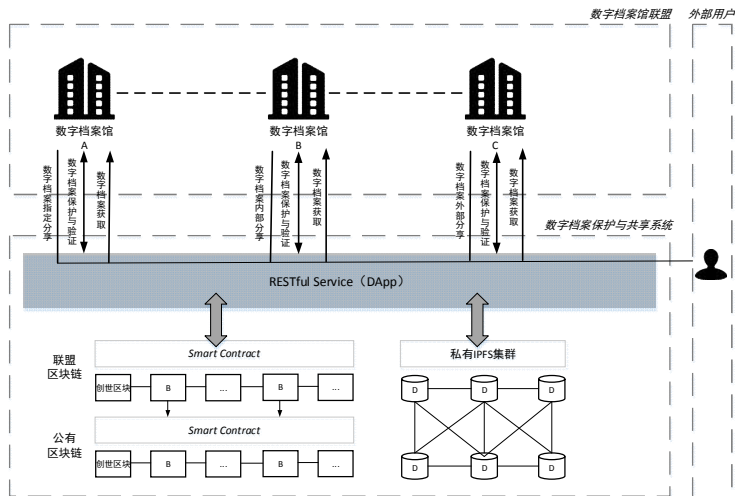 数字档案馆联盟
外部用户
数字档案馆
A
数字档案馆
B
数字档案馆
C
数字档案指定分享
数字档案保护与验证
数字档案获取
数字档案内部分享
数字档案保护与验证
数字档案获取
数字档案外部分享
数字档案保护与验证
数字档案获取
数字档案保护与共享系统
RESTful Service（DApp）
联盟
区块链
Smart Contract
创世区块
B
...
B
...
私有IPFS集群
D
D
D
D
D
D
公有
区块链
Smart Contract
创世区块
B
...
B
...